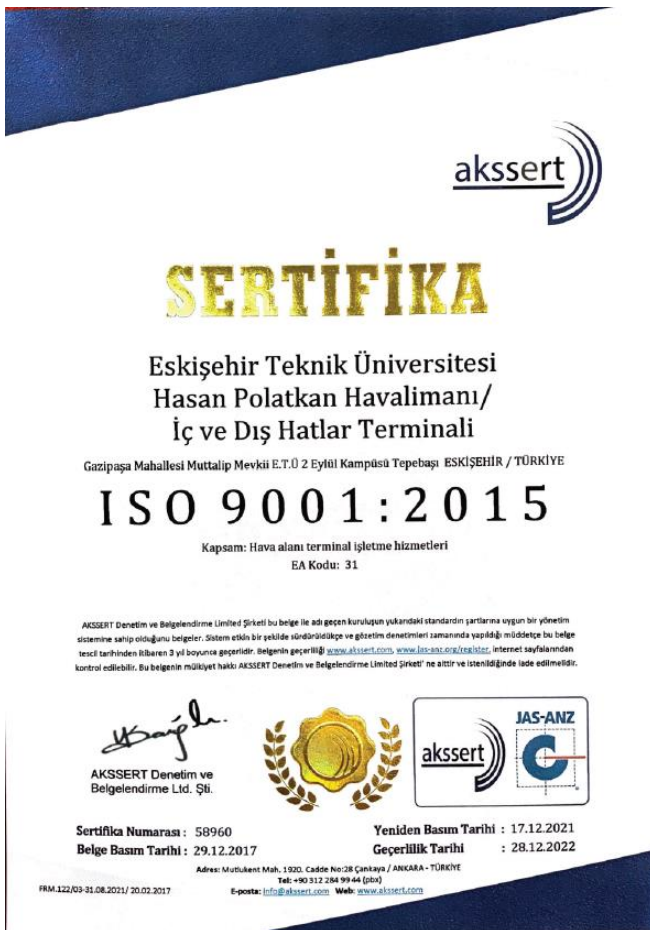 akssert
SERTİFİKA
Eskişehir Teknik Üniversitesi
Hasan Polatkan Havalimanı/
İç ve Dış Hatlar Terminali
Gazipaşa Mahallesi Muttalip Mevkii E.T.Ü 2 Eylül Kampüsü Tepebaşı ESKİŞEHİR / TÜRKİYE
ISO 9001:2015
Kapsam: Hava alanı terminal işletme hizmetleri
EA Kodu: 31
AKSSERT Denetim ve Belgelendirme Limited Şirketi bu belge ile adı geçen kuruluşun yukarıdaki standardın şartlarına uygun bir yönetim
sistemine sahip olduğunu belgeler. Sistem etkin bir şekilde sürdürüldükçe ve gözetim denetimleri zamanında yapıldığı müddetçe bu belge
tescil tarihinden itibaren 3 yıl boyunca geçerlidir. Belgenin geçerliliği www.akssert.com, www.jas-anz.org/register, internet sayfalarından
kontrol edilebilir. Bu belgenin mülkiyet hakkı AKSSERT Denetim ve Belgelendirme Limited Şirketi' ne aittir ve istenildiğinde iade edilmelidir.
AKSSERT Denetim ve
Belgelendirme Ltd. Şti.
akssert
JAS-ANZ
Sertifika Numarası : 58960
Belge Basım Tarihi : 29.12.2017
Yeniden Basım Tarihi : 17.12.2021
Geçerlilik Tarihi : 28.12.2022
Adres: Mutlukent Mah. 1920. Cadde No:28 Çankaya / ANKARA - TÜRKİYE
Tel: +90 312 284 99 44 (pbx)
FRM.122/03-31.08.2021/ 20.02.2017
E-posta: info@akssert.com Web: www.akssert.com